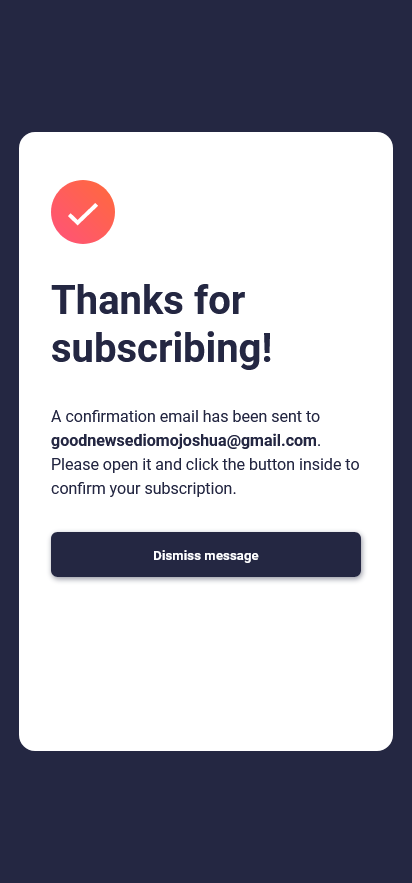 Thanks for
subscribing!
A confirmation email has been sent to
goodnewsediomojoshua@gmail.com.
Please open it and click the button inside to
confirm your subscription.
Dismiss message